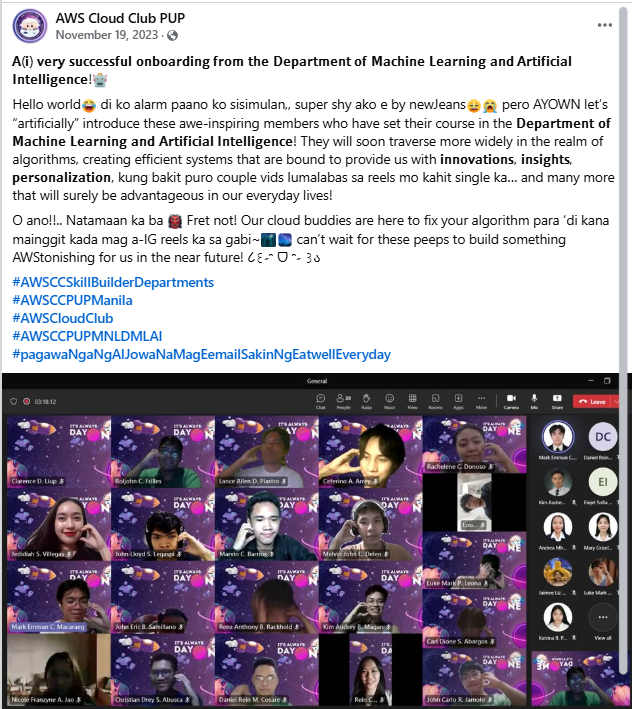 AWS Cloud Club PUP
November 19, 2023 ·
A(i) very successful onboarding from the Department of Machine Learning and Artificial
Intelligence!🤖
Hello world😂 di ko alarm paano ko sisimulan,, super shy ako e by newJeans😖😭 pero AYOWN let's
"artificially" introduce these awe-inspiring members who have set their course in the Department of
Machine Learning and Artificial Intelligence! They will soon traverse more widely in the realm of
algorithms, creating efficient systems that are bound to provide us with innovations, insights,
personalization, kung bakit puro couple vids lumalabas sa reels mo kahit single ka... and many more
that will surely be advantageous in our everyday lives!
O ano!!.. Natamaan ka ba 👹 Fret not! Our cloud buddies are here to fix your algorithm para 'di kana
mainggit kada mag a-IG reels ka sa gabi~🌃🌌 can't wait for these peeps to build something
AWStonishing for us in the near future!
#AWSCCSkillBuilderDepartments
#AWSCCPUPManila
#AWSCloudClub
#AWSCCPUPMNLDMLAI
#pagawaNgaNgAIJowaNaMagEemailSakinNgEatwellEveryday
General
03:18:12
Chat
39
People
Raise
React
View
Rooms
Apps
More
Camera
Mic
Share
Leave
IT'S ALWAYS DAY ONE
Clarence D. Liup
Roljohn C. Frilles
Lance Allen D. Piastro
Ceferino A. Amey
Rachelene C. Donoso
Mark Emman C...
DC
Daniel Rein...
Lou...
Kim Audrey...
EI
Jedidiah S. Villegas
John Lloyd S. Legaspi
Marvin C. Barrios
Melvin John C. Delen
Luke Mark P. Leona
Andrea Mh...
Mary Grizel...
Mark Emman C. Macaraeg
John Eric B. Samillano
Renz Anthony B. Rackhold
Kim Audrey B. Magan
Carl Dione S. Abargos
Jaimee Liz ...
Luke Mark ...
Katrina B. P...
View all
Nicole Franzyne A. Jao
Christian Drey S. Abusca
Daniel Rein M. Cosare
Rein C...
John Carlo R. Jamolo